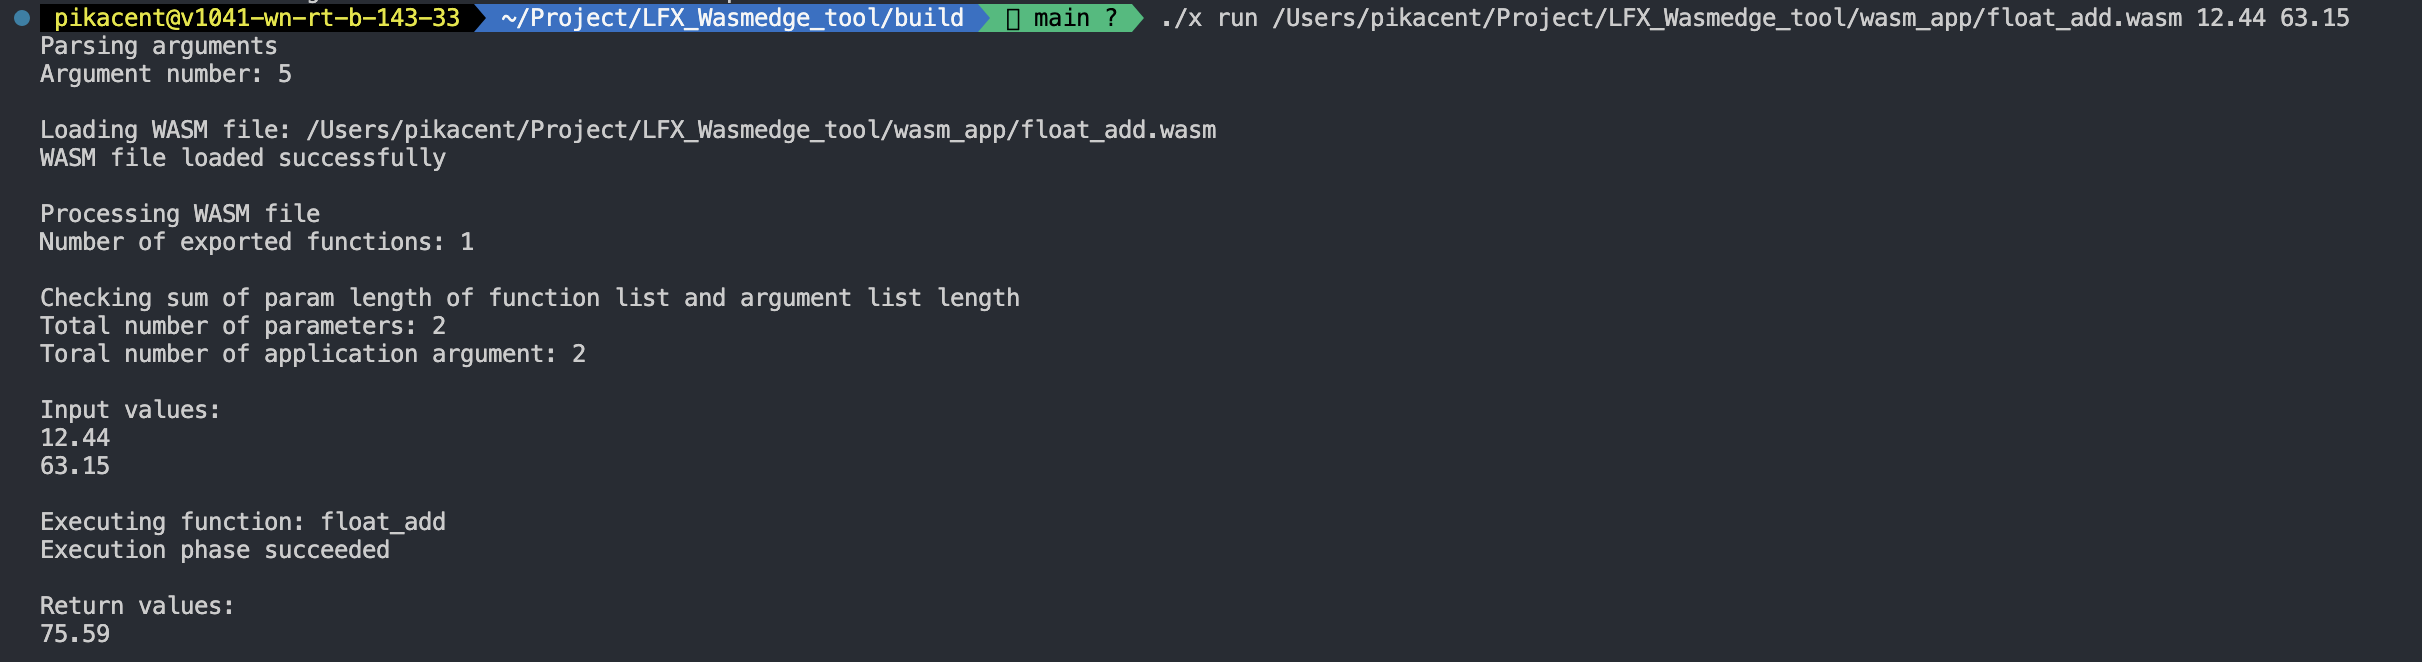 pikacent@v1041-wn-rt-b-143-33 ~/Project/LFX_Wasmedge_tool/build main ? ./x run /Users/pikacent/Project/LFX_Wasmedge_tool/wasm_app/float_add.wasm 12.44 63.15
Parsing arguments
Argument number: 5
Loading WASM file: /Users/pikacent/Project/LFX_Wasmedge_tool/wasm_app/float_add.wasm
WASM file loaded successfully
Processing WASM file
Number of exported functions: 1
Checking sum of param length of function list and argument list length
Total number of parameters: 2
Toral number of application argument: 2
Input values:
12.44
63.15
Executing function: float_add
Execution phase succeeded
Return values:
75.59